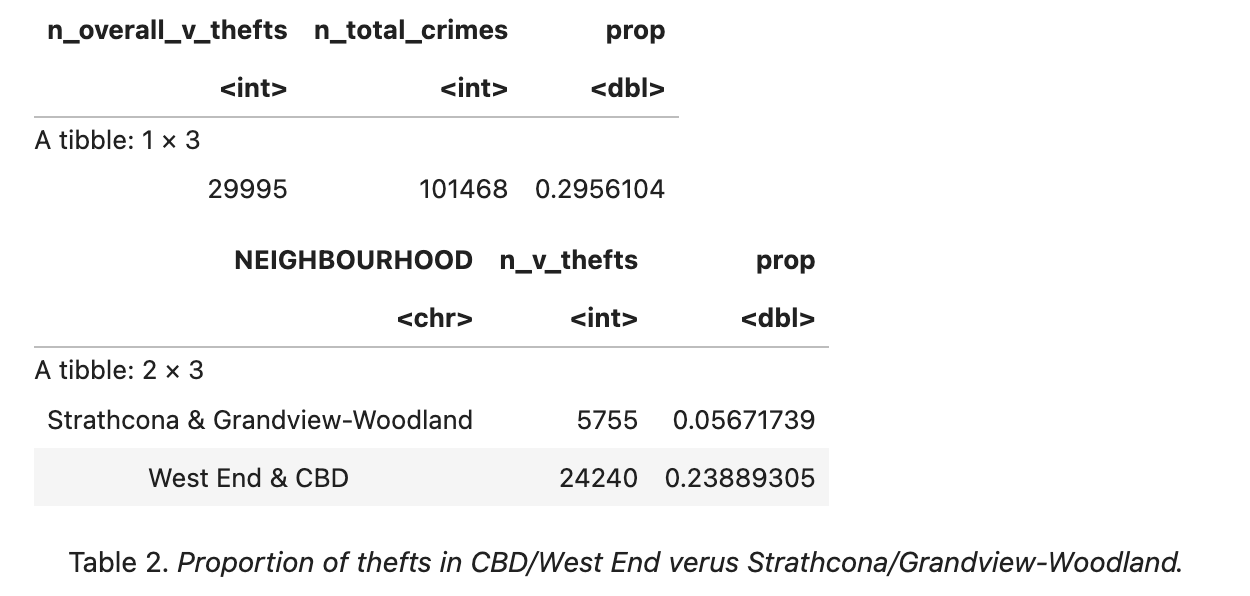 n_overall_v_thefts n_total_crimes prop
<int> <int> <dbl>
A tibble: 1 × 3
29995 101468 0.2956104
NEIGHBOURHOOD n_v_thefts prop
<chr> <int> <dbl>
A tibble: 2 × 3
Strathcona & Grandview-Woodland 5755 0.05671739
West End & CBD 24240 0.23889305
Table 2. Proportion of thefts in CBD/West End verus Strathcona/Grandview-Woodland.